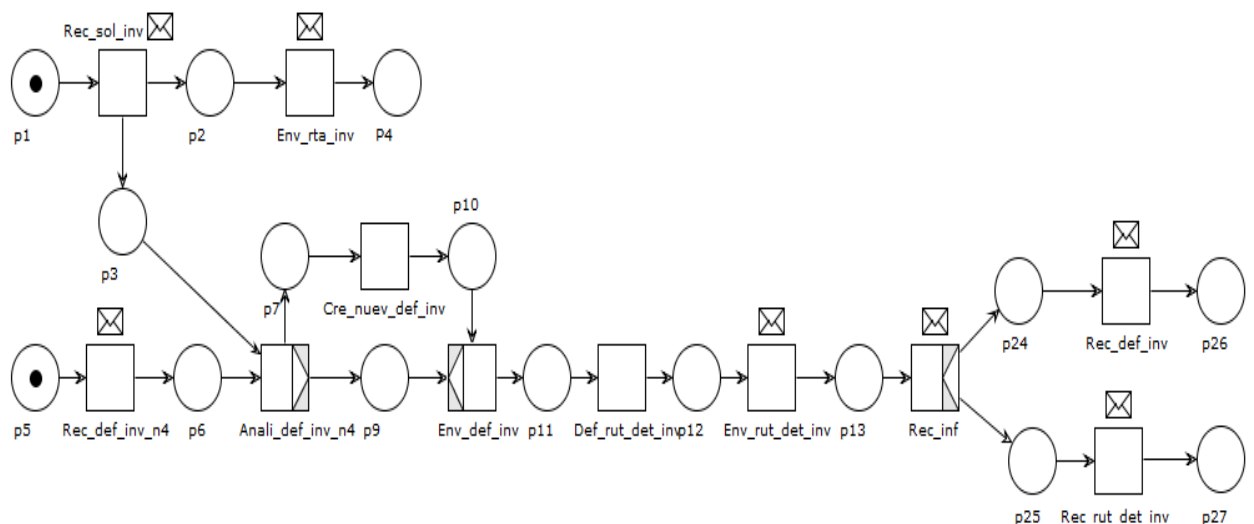 Rec_sol_inv
p1
p2
Env_rta_inv
P4
p3
p10
p7
Cre_nuev_def_inv
p24
Rec_def_inv
p26
p5
Rec_def_inv_n4
p6
Anali_def_inv_n4
p9
Env_def_inv
p11
Def_rut_det_inv
p12
Env_rut_det_inv
p13
Rec_inf
p25
Rec_rut_det_inv
p27